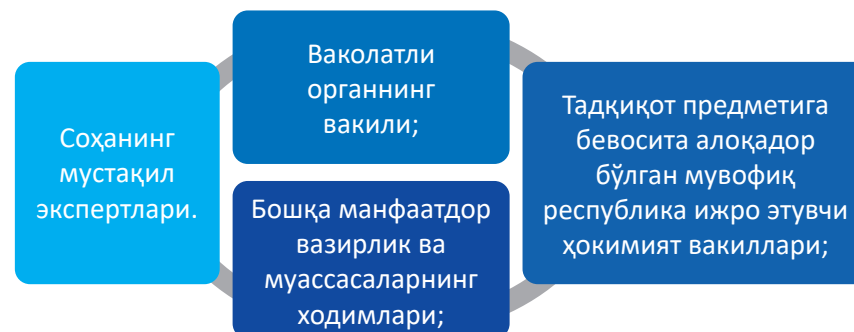 Ваколатли
органнинг
вакили;
Тадқиқот предметига
бевосита алоқадор
бўлган мувофиқ
республика ижро этувчи
ҳокимият вакиллари;
Бошқа манфаатдор
вазирлик ва
муассасаларнинг
ходимлари;
Соҳанинг
мустақил
экспертлари.